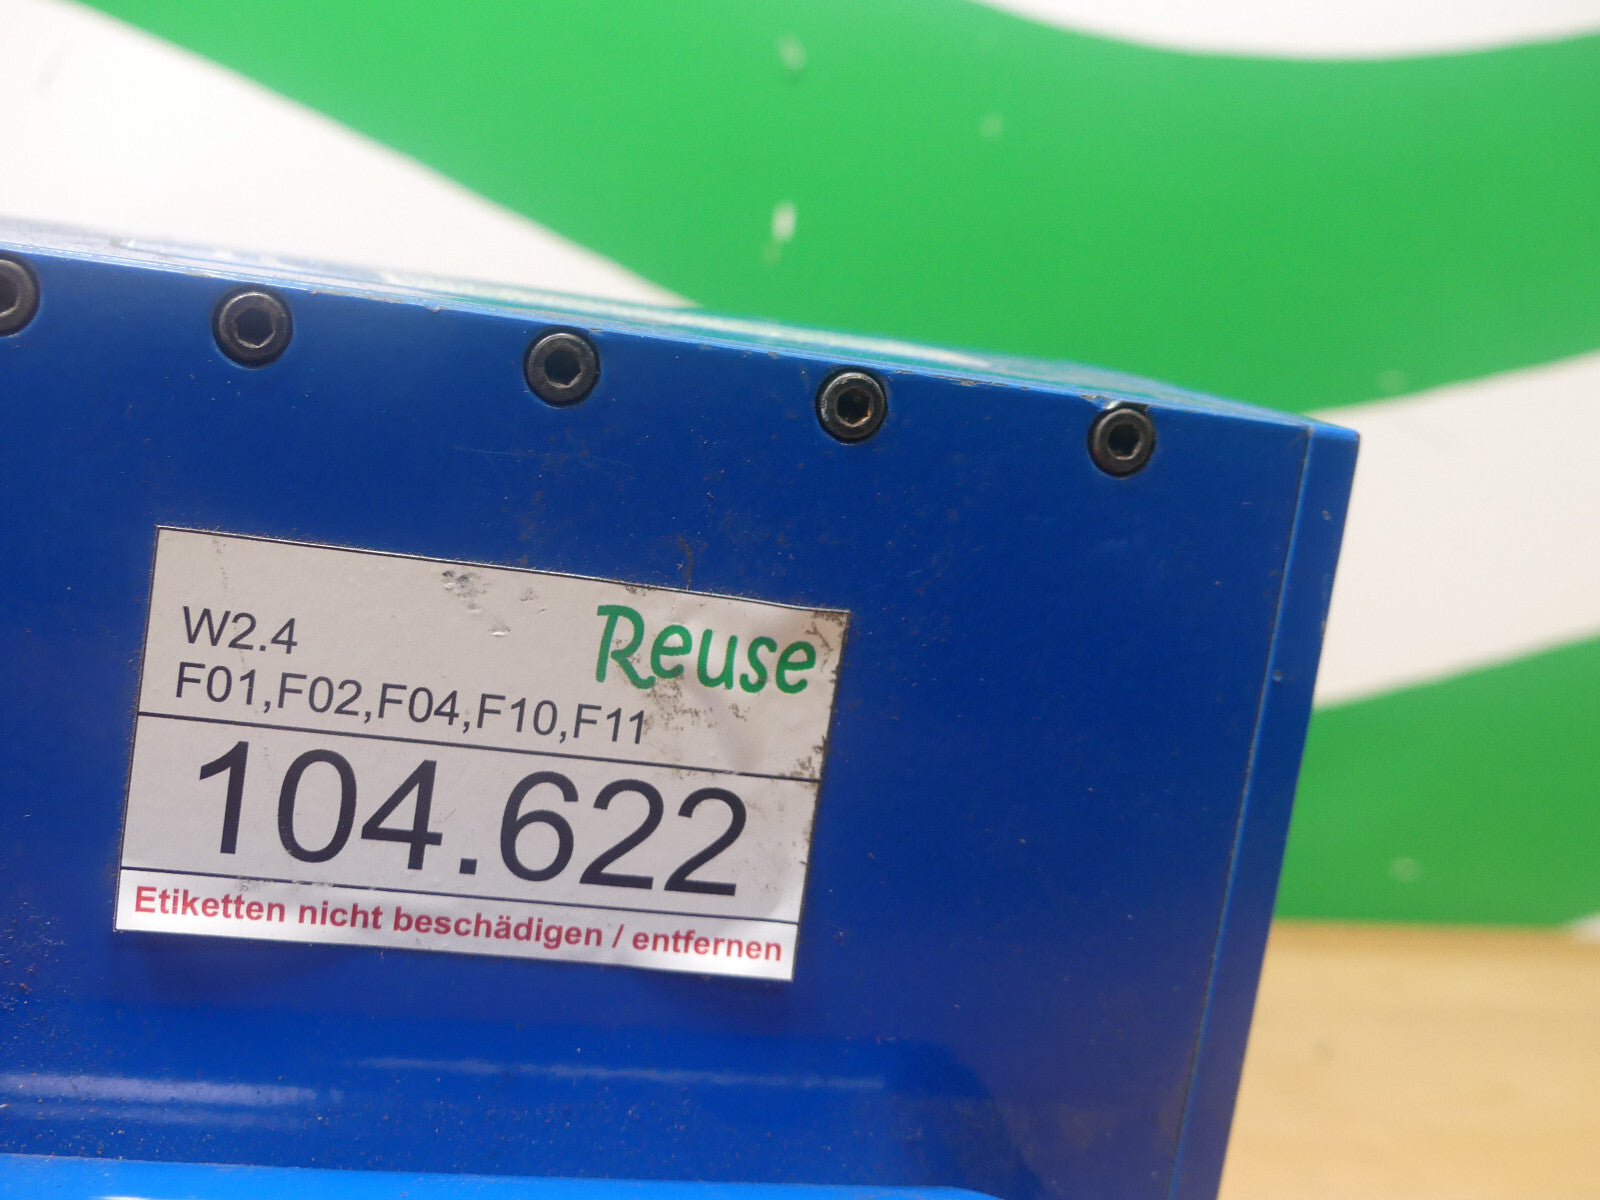 W2.4
Reuse
F01,F02,F04,F10,F11
104.622
Etiketten nicht beschädigen / entfernen